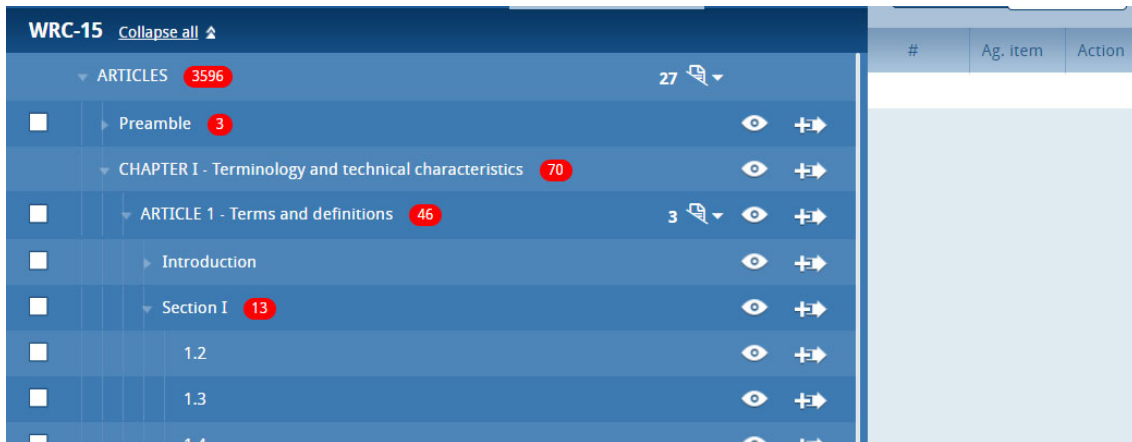 WRC-15 Collapse all
# Ag. item Action
ARTICLES 3596 27
Preamble 3
CHAPTER I - Terminology and technical characteristics 70
ARTICLE 1 - Terms and definitions 46 3
Introduction
Section I 13
1.2
1.3